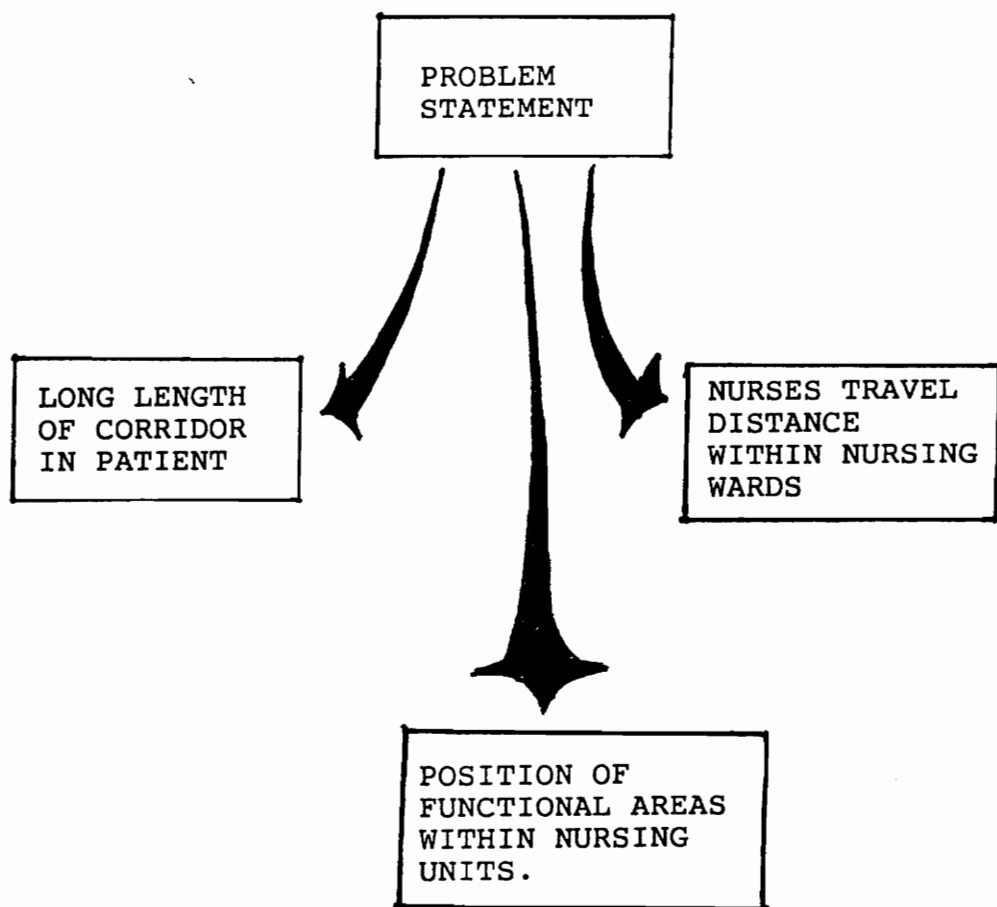 PROBLEM
STATEMENT
LONG LENGTH
OF CORRIDOR
IN PATIENT
NURSES TRAVEL
DISTANCE
WITHIN NURSING
WARDS
POSITION OF
FUNCTIONAL AREAS
WITHIN NURSING
UNITS.